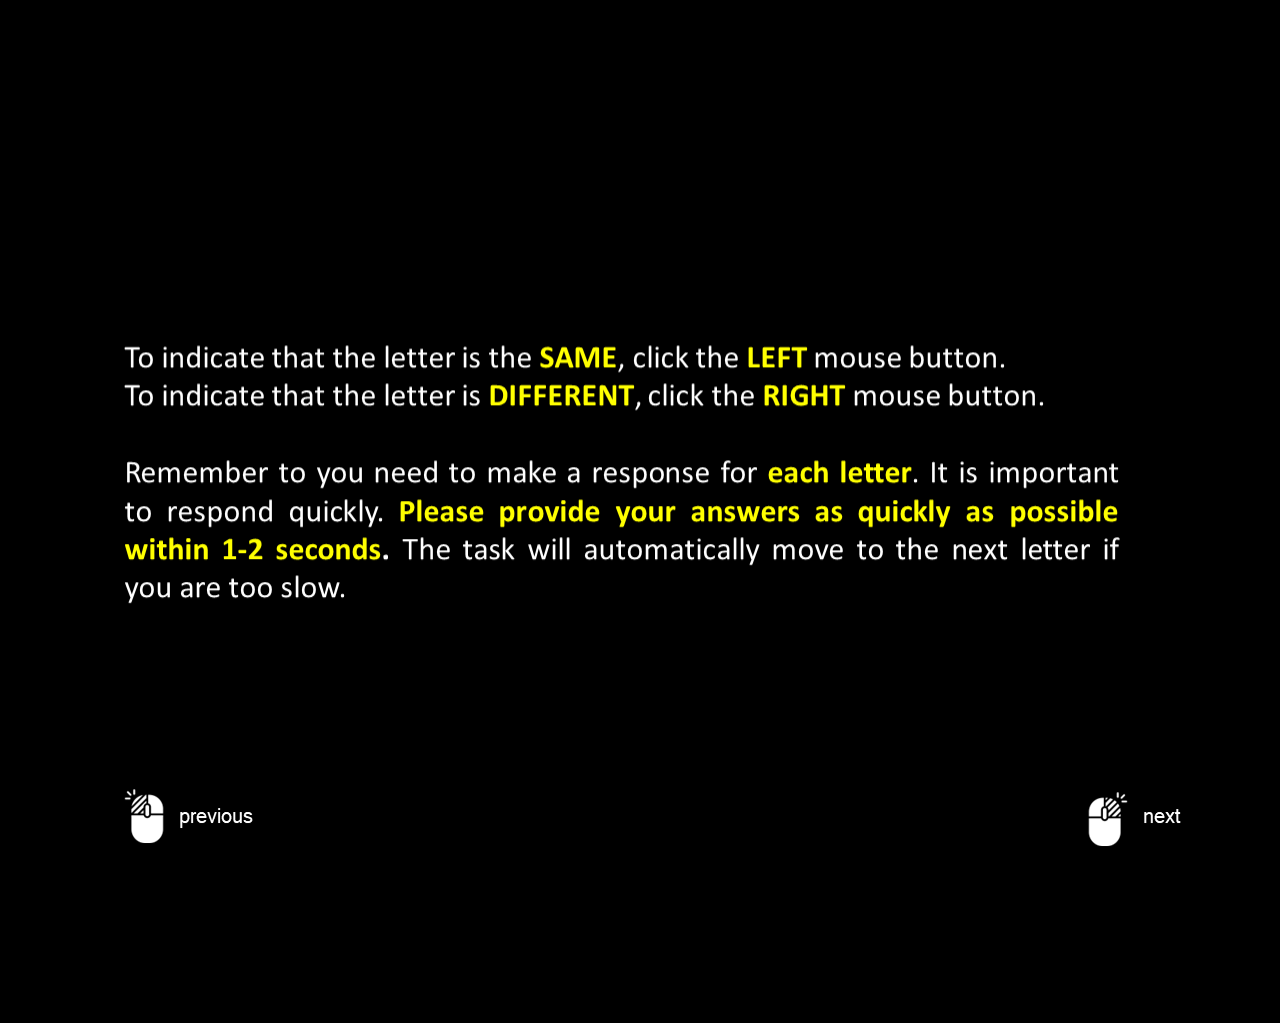 To indicate that the letter is the SAME, click the LEFT mouse button.
To indicate that the letter is DIFFERENT, click the RIGHT mouse button.
Remember to you need to make a response for each letter. It is important
to respond quickly. Please provide your answers as quickly as possible
within 1-2 seconds. The task will automatically move to the next letter if
you are too slow.
previous
next